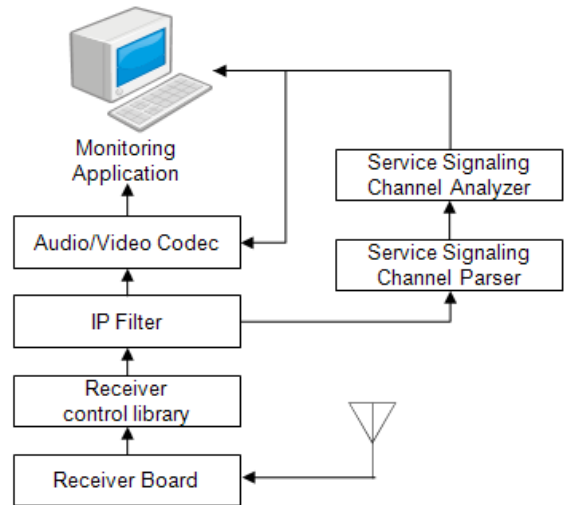 Monitoring
Application
Service Signaling
Channel Analyzer
Audio/Video Codec
Service Signaling
Channel Parser
IP Filter
Receiver
control library
Receiver Board